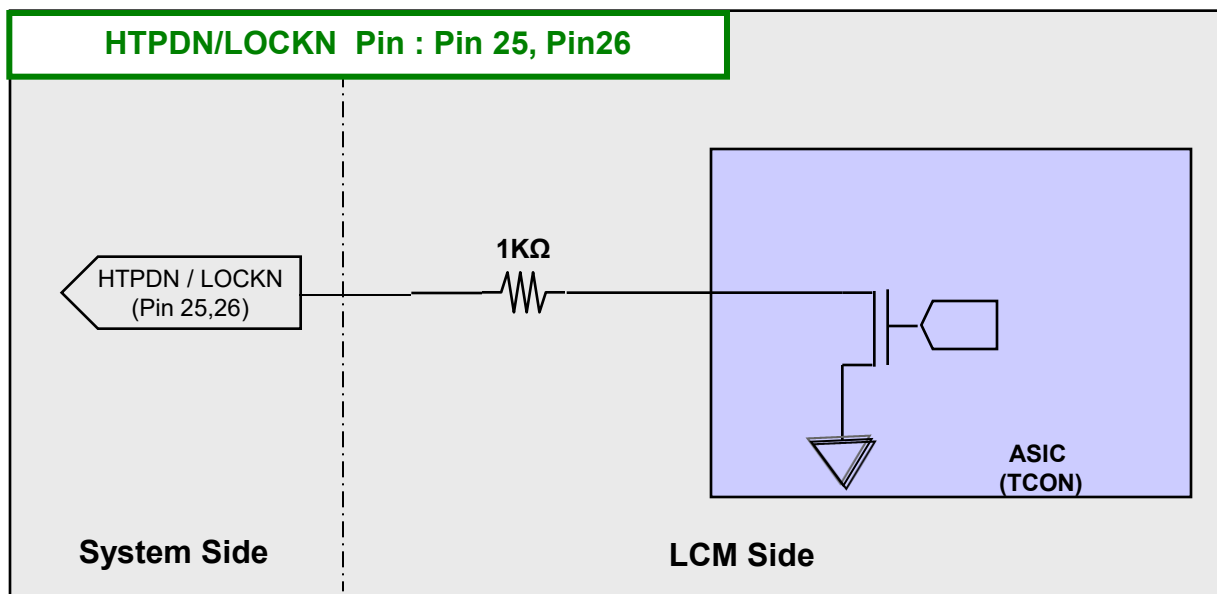 HTPDN/LOCKN Pin : Pin 25, Pin26
1KΩ
HTPDN / LOCKN
(Pin 25,26)
ASIC
(TCON)
System Side
LCM Side